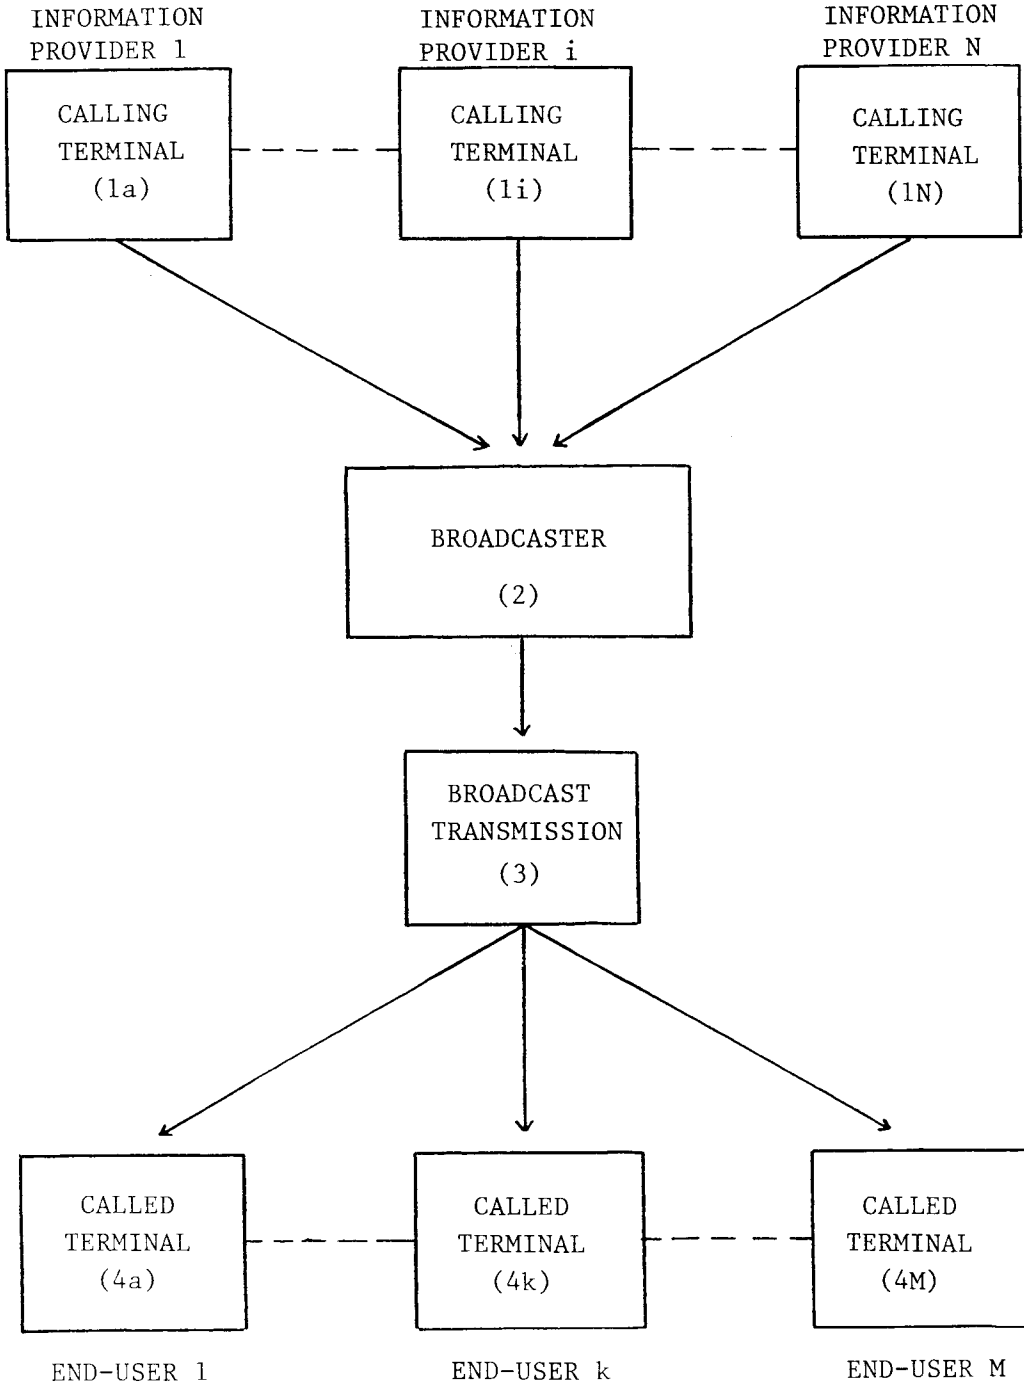 INFORMATION
PROVIDER 1
INFORMATION
PROVIDER i
INFORMATION
PROVIDER N
CALLING
TERMINAL
(1a)
CALLING
TERMINAL
(1i)
CALLING
TERMINAL
(1N)
BROADCASTER
(2)
BROADCAST
TRANSMISSION
(3)
CALLED
TERMINAL
(4a)
CALLED
TERMINAL
(4k)
CALLED
TERMINAL
(4M)
END-USER 1
END-USER k
END-USER M